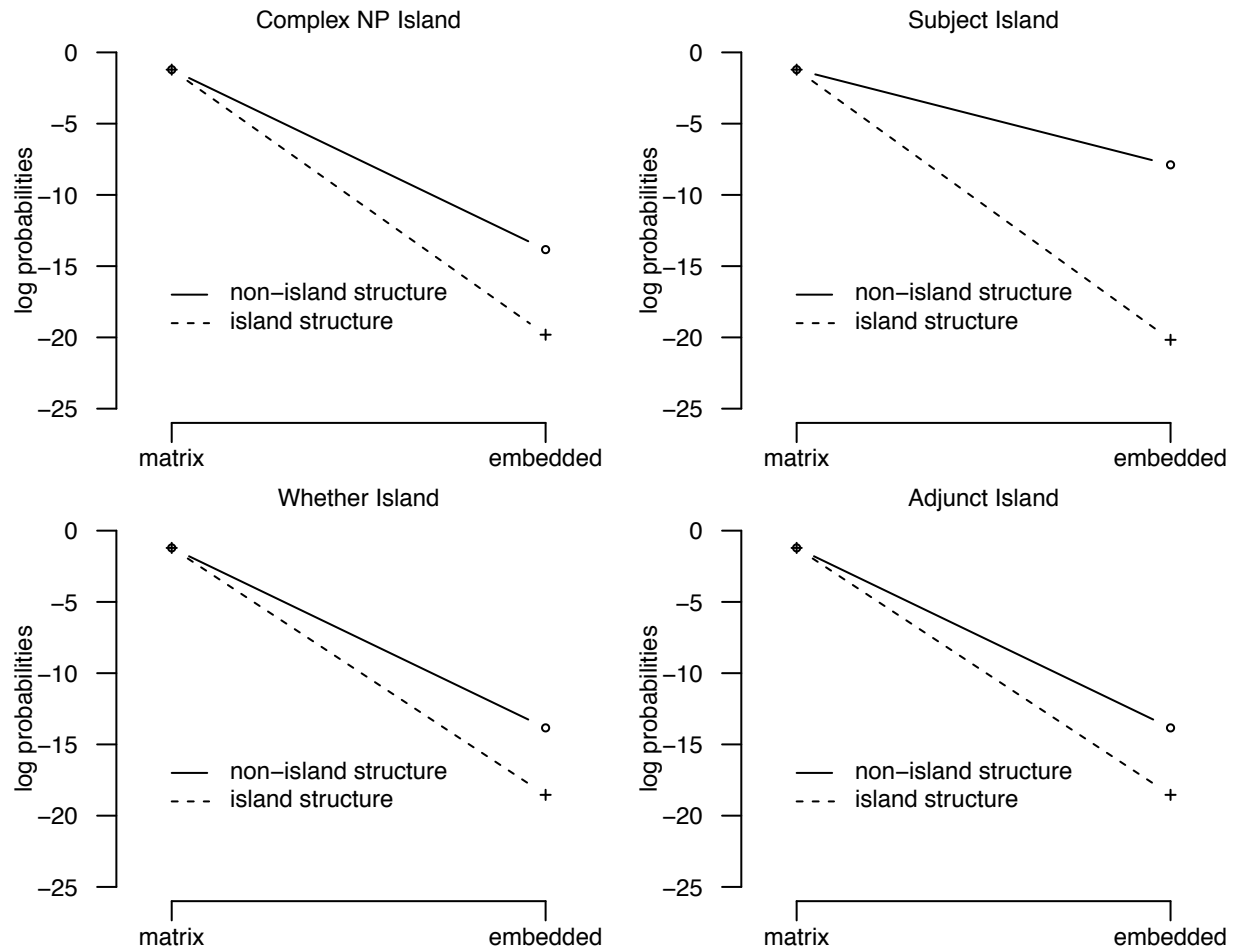 Complex NP Island
0
−5
−10
−15
−20
−25
log probabilities
non−island structure
island structure
matrix embedded
Subject Island
0
−5
−10
−15
−20
−25
log probabilities
non−island structure
island structure
matrix embedded
Whether Island
0
−5
−10
−15
−20
−25
log probabilities
non−island structure
island structure
matrix embedded
Adjunct Island
0
−5
−10
−15
−20
−25
log probabilities
non−island structure
island structure
matrix embedded